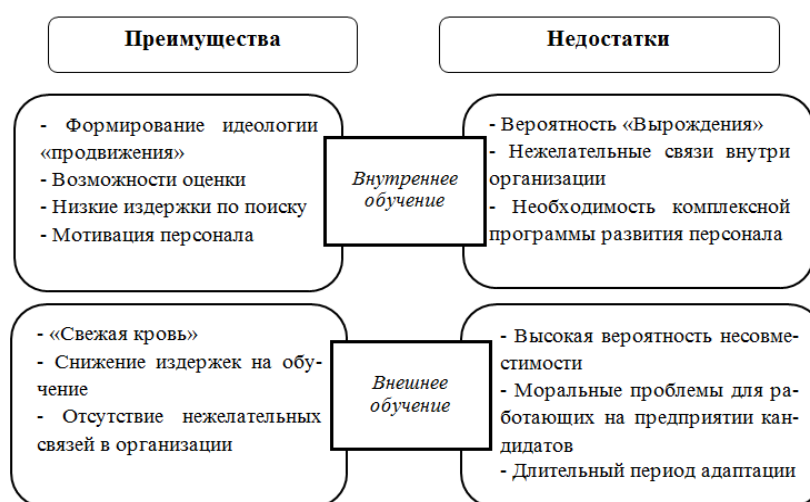 Преимущества
Недостатки
- Формирование идеологии
«продвижения»
- Возможности оценки
- Низкие издержки по поиску
- Мотивация персонала
Внутреннее
обучение
- Вероятность «Вырождения»
- Нежелательные связи внутри
организации
- Необходимость комплексной
программы развития персонала
- «Свежая кровь»
- Снижение издержек на обу-
чение
- Отсутствие нежелательных
связей в организации
Внешнее
обучение
- Высокая вероятность несовме-
стимости
- Моральные проблемы для ра-
ботающих на предприятии кан-
дидатов
- Длительный период адаптации